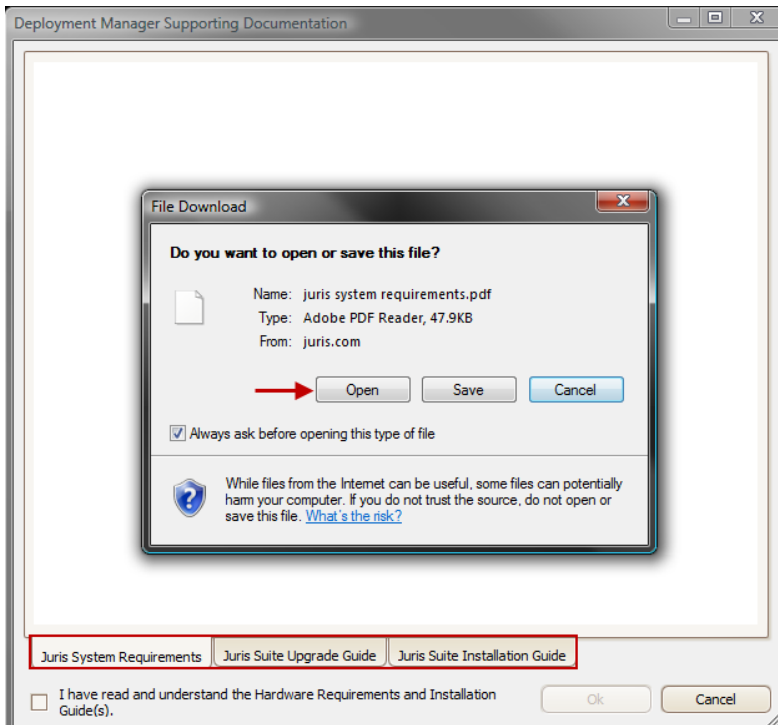 Deployment Manager Supporting Documentation
File Download
Do you want to open or save this file?
Name: juris system requirements.pdf
Type: Adobe PDF Reader, 47.9KB
From: juris.com
Open Save Cancel
Always ask before opening this type of file
While files from the Internet can be useful, some files can potentially
harm your computer. If you do not trust the source, do not open or
save this file. What's the risk?
Juris System Requirements Juris Suite Upgrade Guide Juris Suite Installation Guide
I have read and understand the Hardware Requirements and Installation
Guide(s).
Ok Cancel